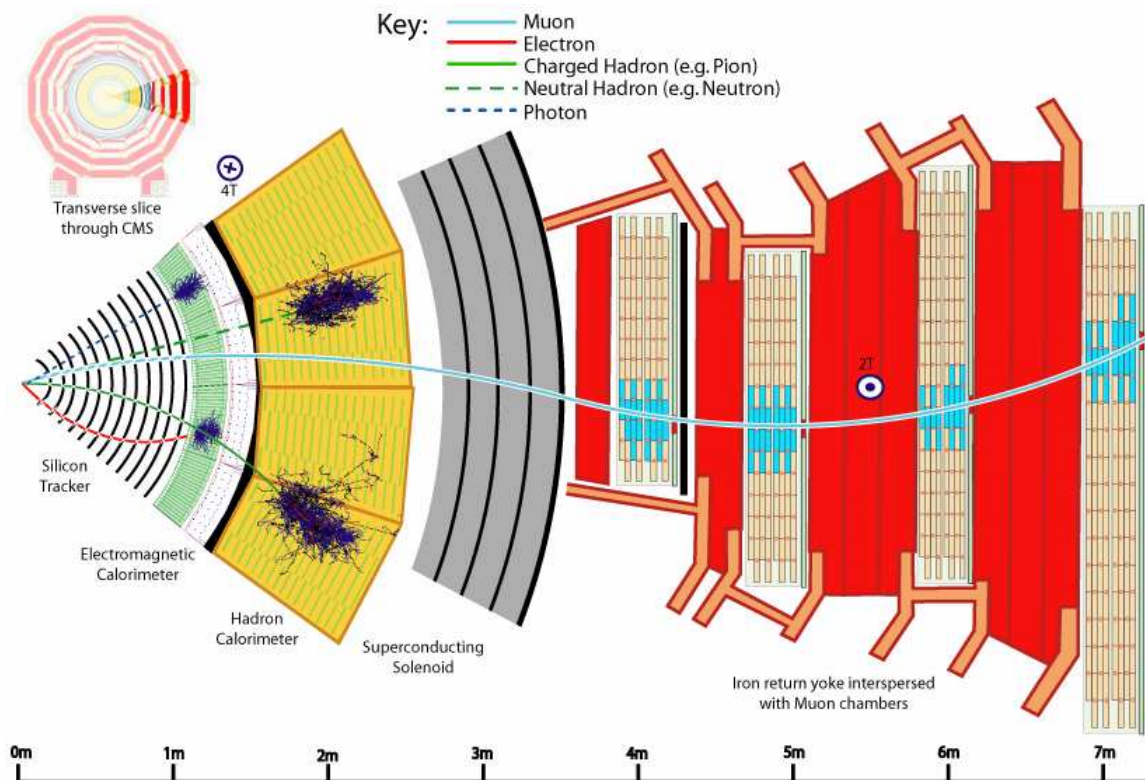 Key:
Muon
Electron
Charged Hadron (e.g. Pion)
Neutral Hadron (e.g. Neutron)
Photon
Transverse slice
through CMS
4T
2T
Silicon
Tracker
Electromagnetic
Calorimeter
Hadron
Calorimeter
Superconducting
Solenoid
Iron return yoke interspersed
with Muon chambers
0m 1m 2m 3m 4m 5m 6m 7m